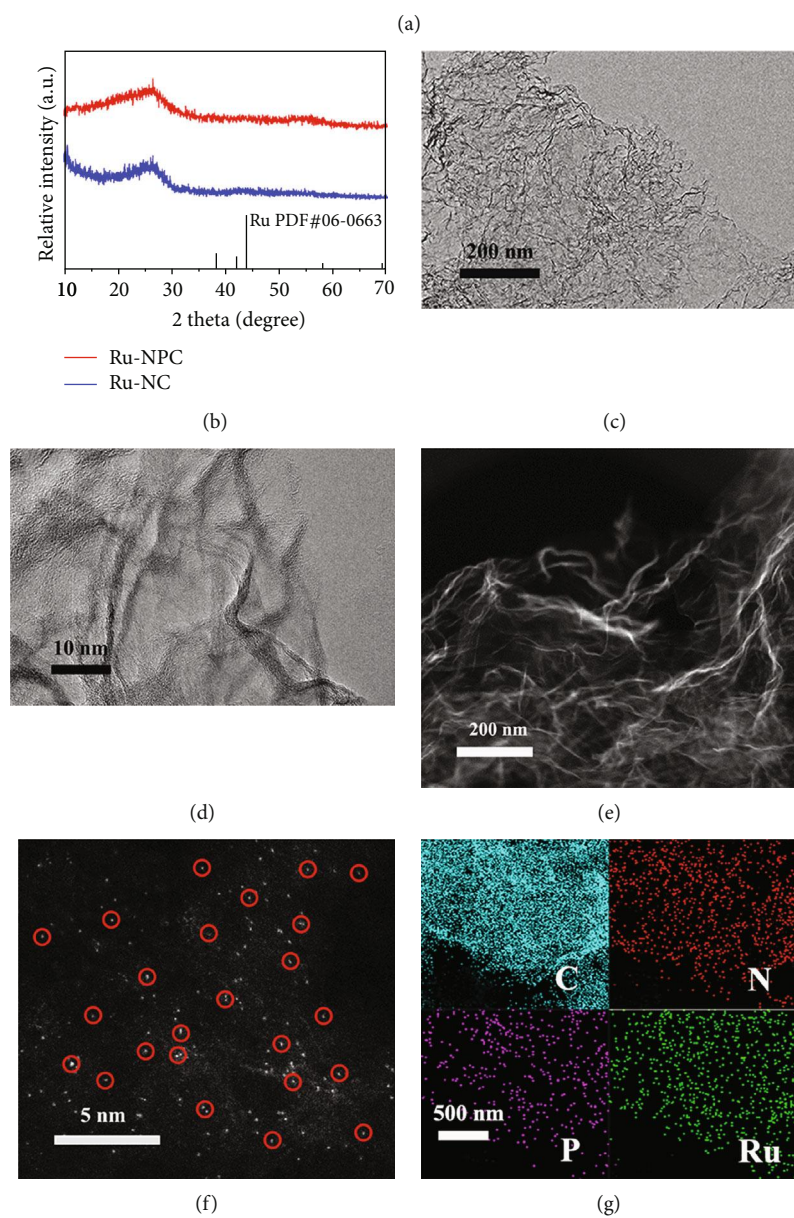 (a)
Relative intensity (a.u.)
Ru PDF#06-0663
10 20 30 40 50 60 70
2 theta (degree)
Ru-NPC
Ru-NC
(b)
200 nm
(c)
10 nm
(d)
200 nm
(e)
5 nm
(f)
C
N
500 nm
P
Ru
(g)